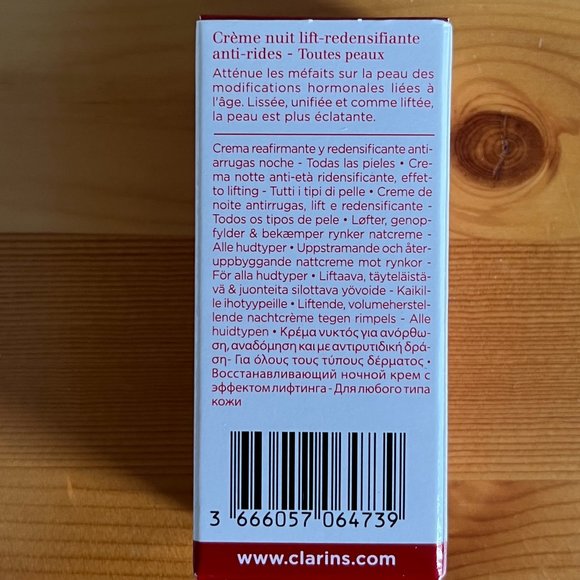 Crème nuit lift-redensifiante
anti-rides - Toutes peaux
Atténue les méfaits sur la peau des
modifications hormonales liées à
l'âge. Lissée, unifiée et comme liftée,
la peau est plus éclatante.
Crema reafirmante y redensificante anti-
arrugas noche - Todas las pieles • Cre-
ma notte anti-età ridensificante, effet-
to lifting - Tutti i tipi di pelle • Creme de
noite antirrugas, lift e redensificante -
Todos os tipos de pele • Løfter, genop-
fylder & bekæmper rynker natcreme -
Alle hudtyper • Uppstramande och åter-
uppbyggande nattcreme mot rynkor -
För alla hudtyper • Liftaava, täyteläistä-
vä & juonteita silottava yövoide - Kaikil-
le ihotyypeille • Liftende, volumeherstel-
lende nachtcrème tegen rimpels - Alle
huidtypen • Κρέμα νυκτός για ανόρθω-
ση, αναδόμηση και με αντιρυτιδική δρά-
ση- Για όλους τους τύπους δέρματος •
Восстанавливающий ночной крем с
эффектом лифтинга - Для любого типа
кожи
3 666057 064739
www.clarins.com